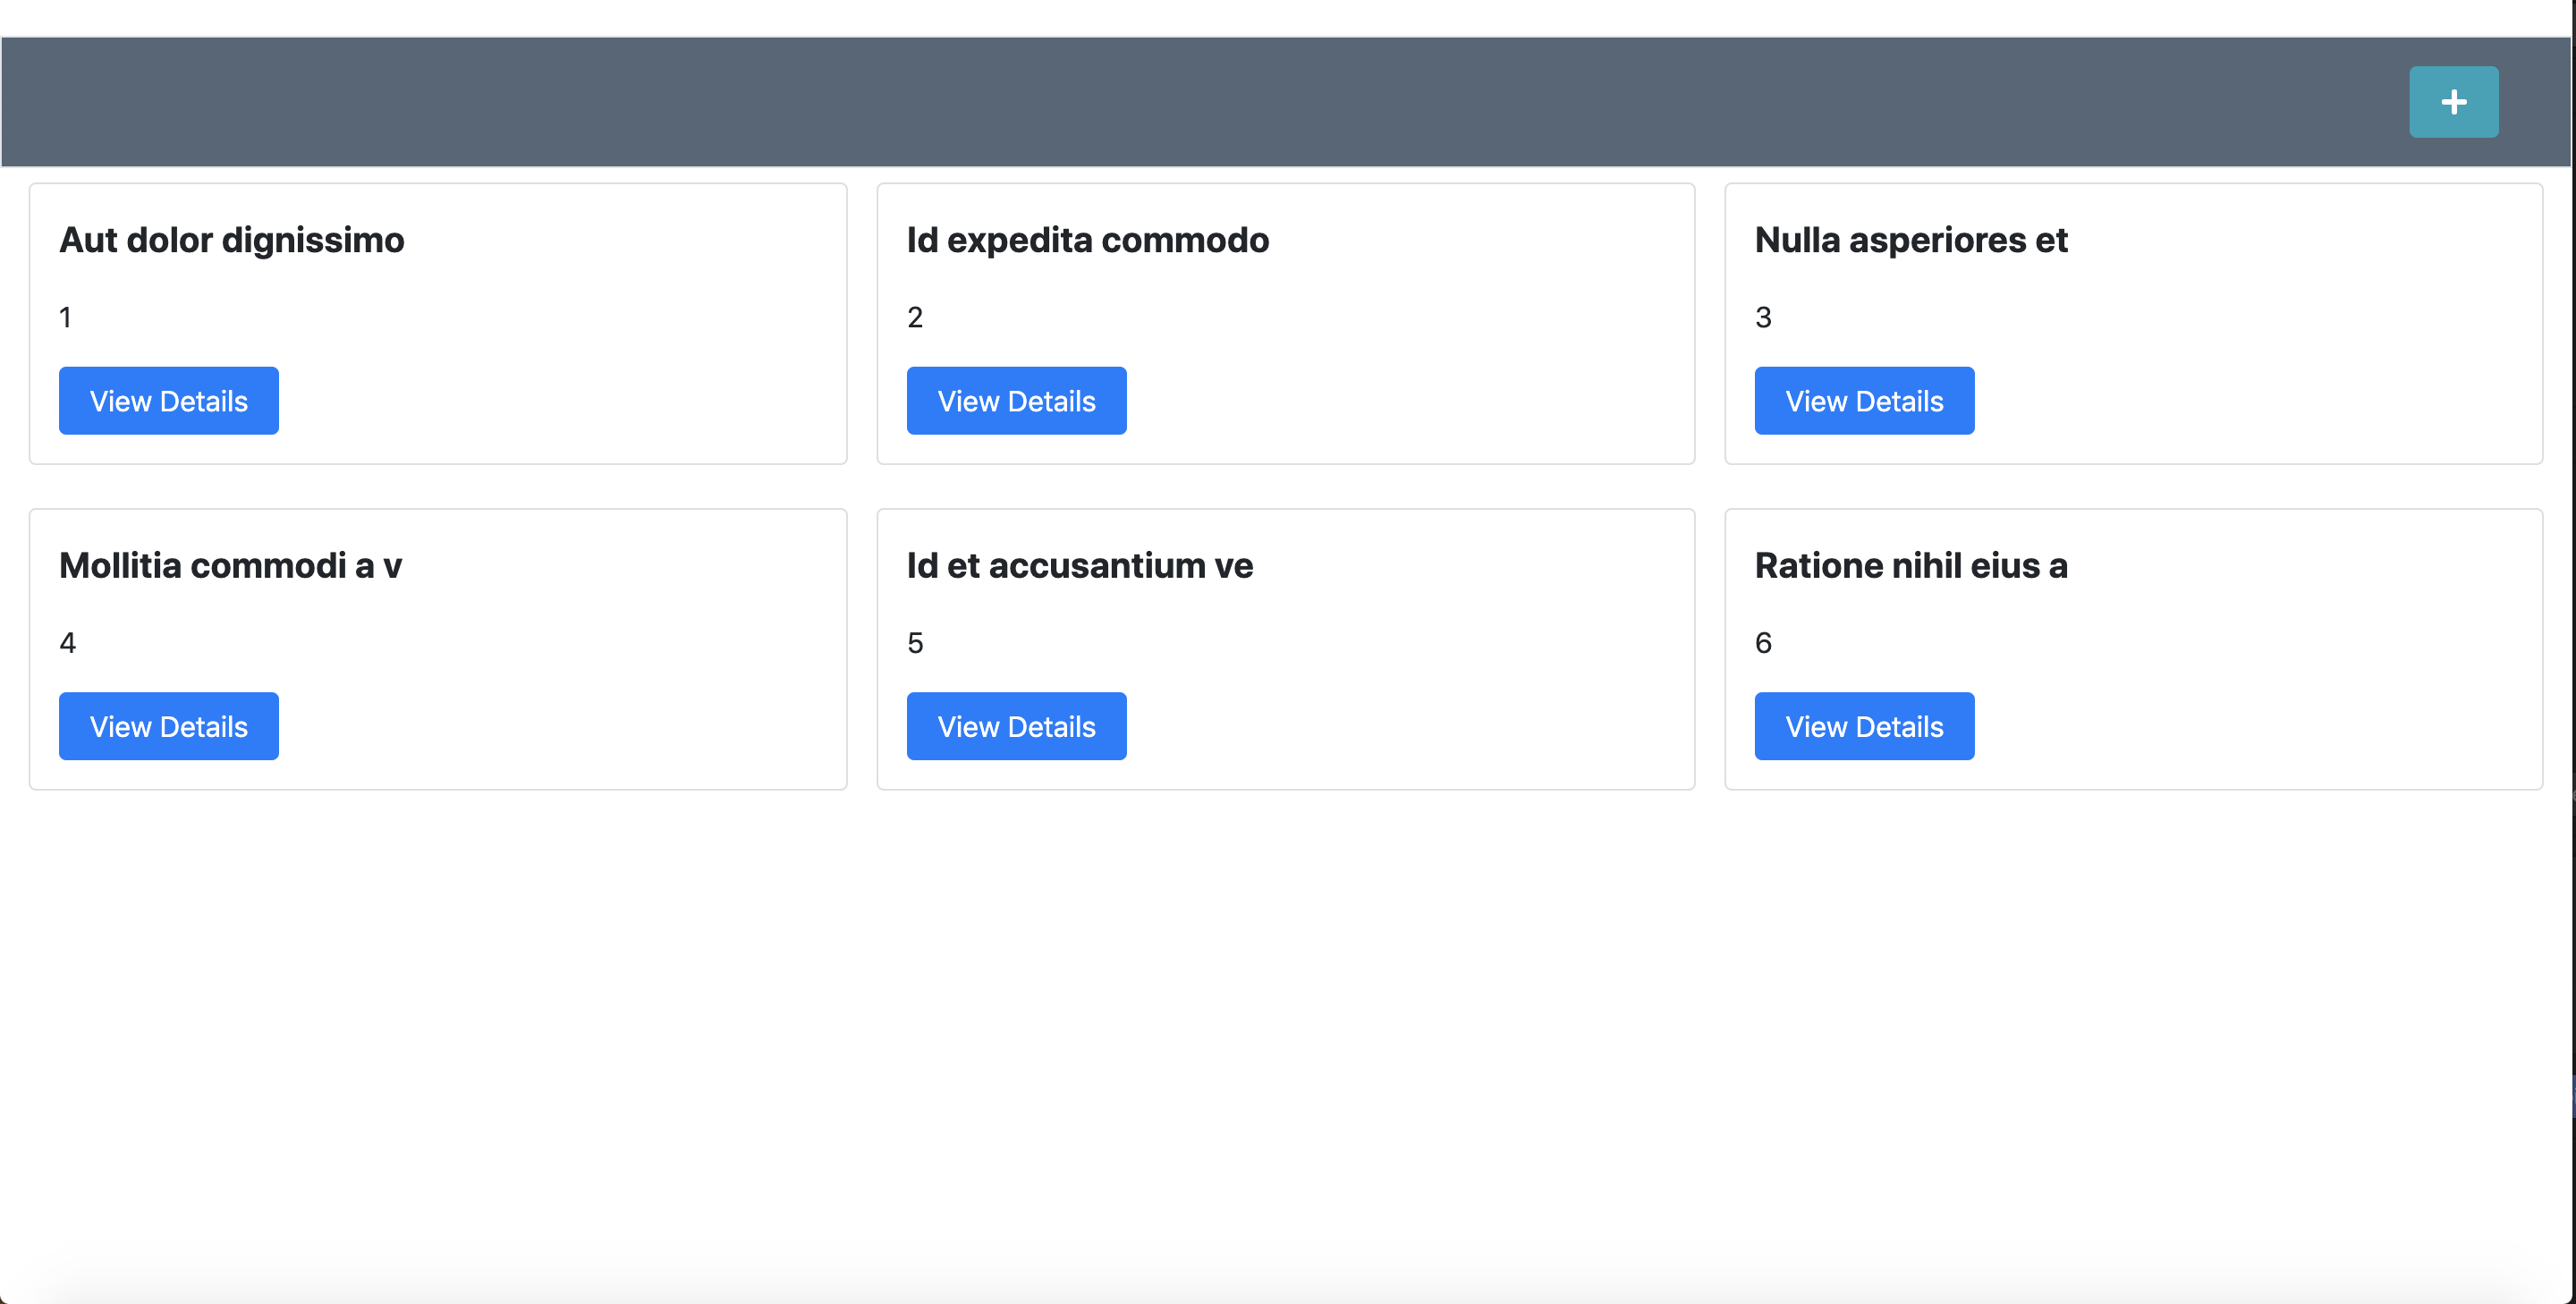 +
Aut dolor dignissimo
1
View Details
Id expedita commodo
2
View Details
Nulla asperiores et
3
View Details
Mollitia commodi a v
4
View Details
Id et accusantium ve
5
View Details
Ratione nihil eius a
6
View Details